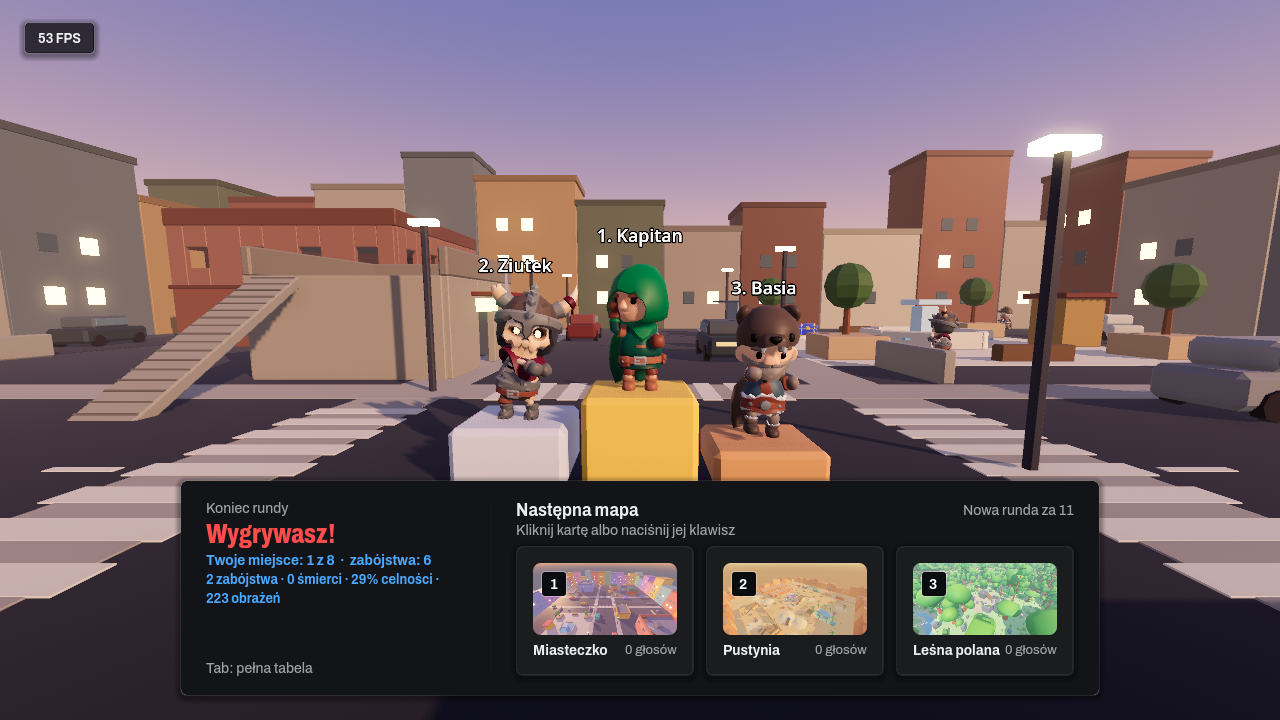 53 FPS
1. Kapitan
2. Ziutek
3. Basia
Koniec rundy
Wygrywasz!
Twoje miejsce: 1 z 8 · zabójstwa: 6
2 zabójstwa · 0 śmierci · 29% celności ·
223 obrażeń
Tab: pełna tabela
Następna mapa
Kliknij kartę albo naciśnij jej klawisz
Nowa runda za 11
1
Miasteczko 0 głosów
2
Pustynia 0 głosów
3
Leśna polana 0 głosów